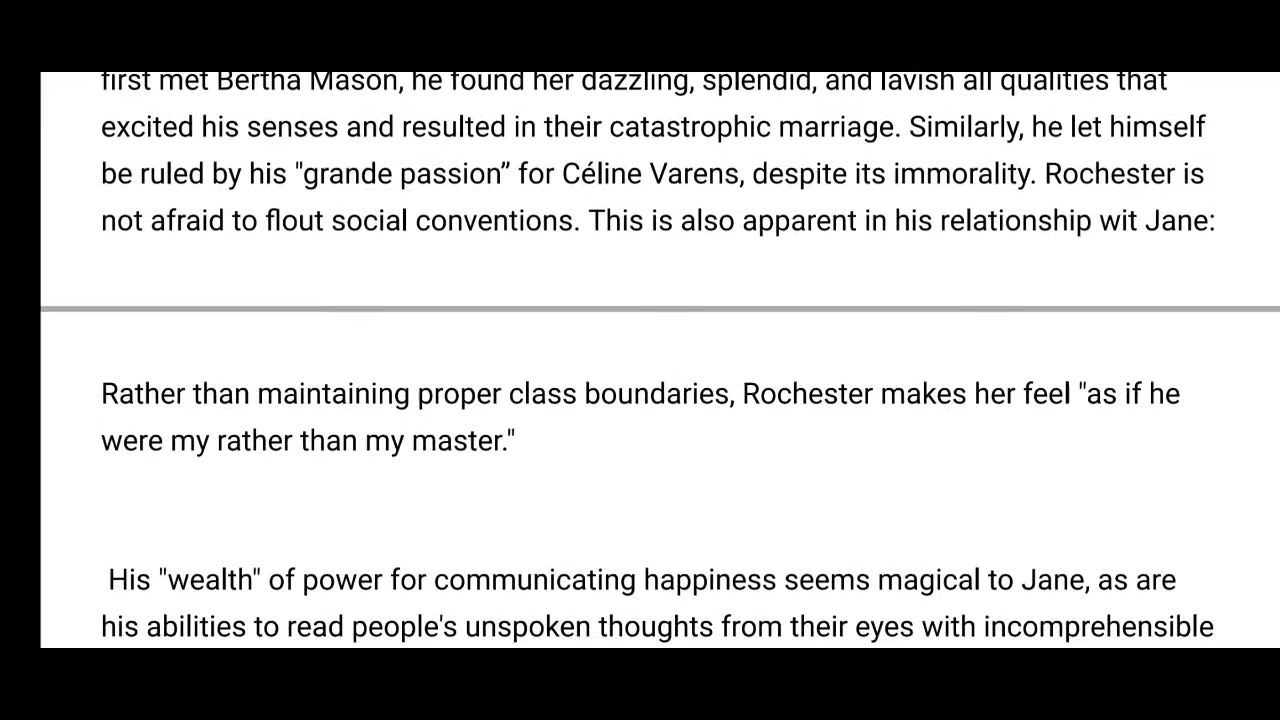 first met Bertha Mason, he found her dazzling, splendid, and lavish all qualities that
excited his senses and resulted in their catastrophic marriage. Similarly, he let himself
be ruled by his "grande passion” for Céline Varens, despite its immorality. Rochester is
not afraid to flout social conventions. This is also apparent in his relationship wit Jane:
Rather than maintaining proper class boundaries, Rochester makes her feel "as if he
were my rather than my master."
His "wealth" of power for communicating happiness seems magical to Jane, as are
his abilities to read people's unspoken thoughts from their eyes with incomprehensible